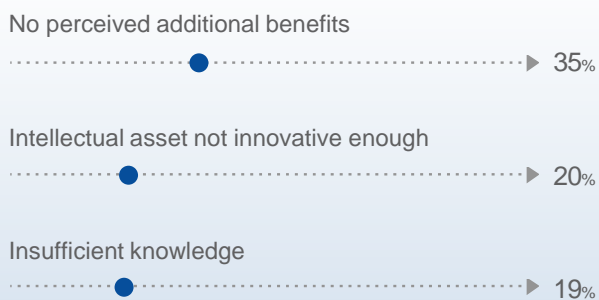 No perceived additional benefits
35%
Intellectual asset not innovative enough
20%
Insufficient knowledge
19%